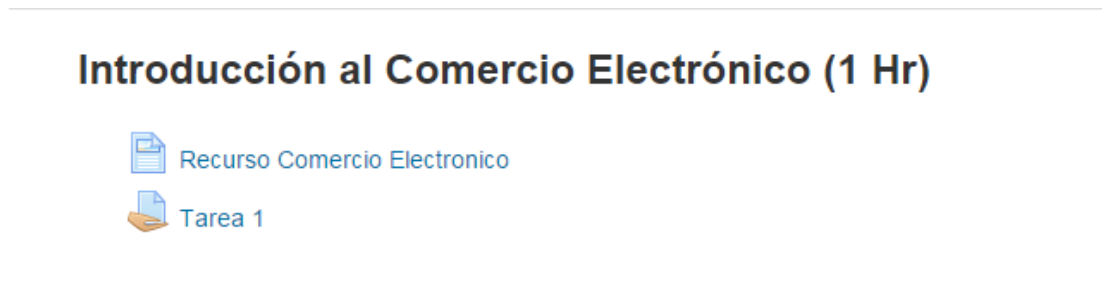 Introducción al Comercio Electrónico (1 Hr)
Recurso Comercio Electronico
Tarea 1